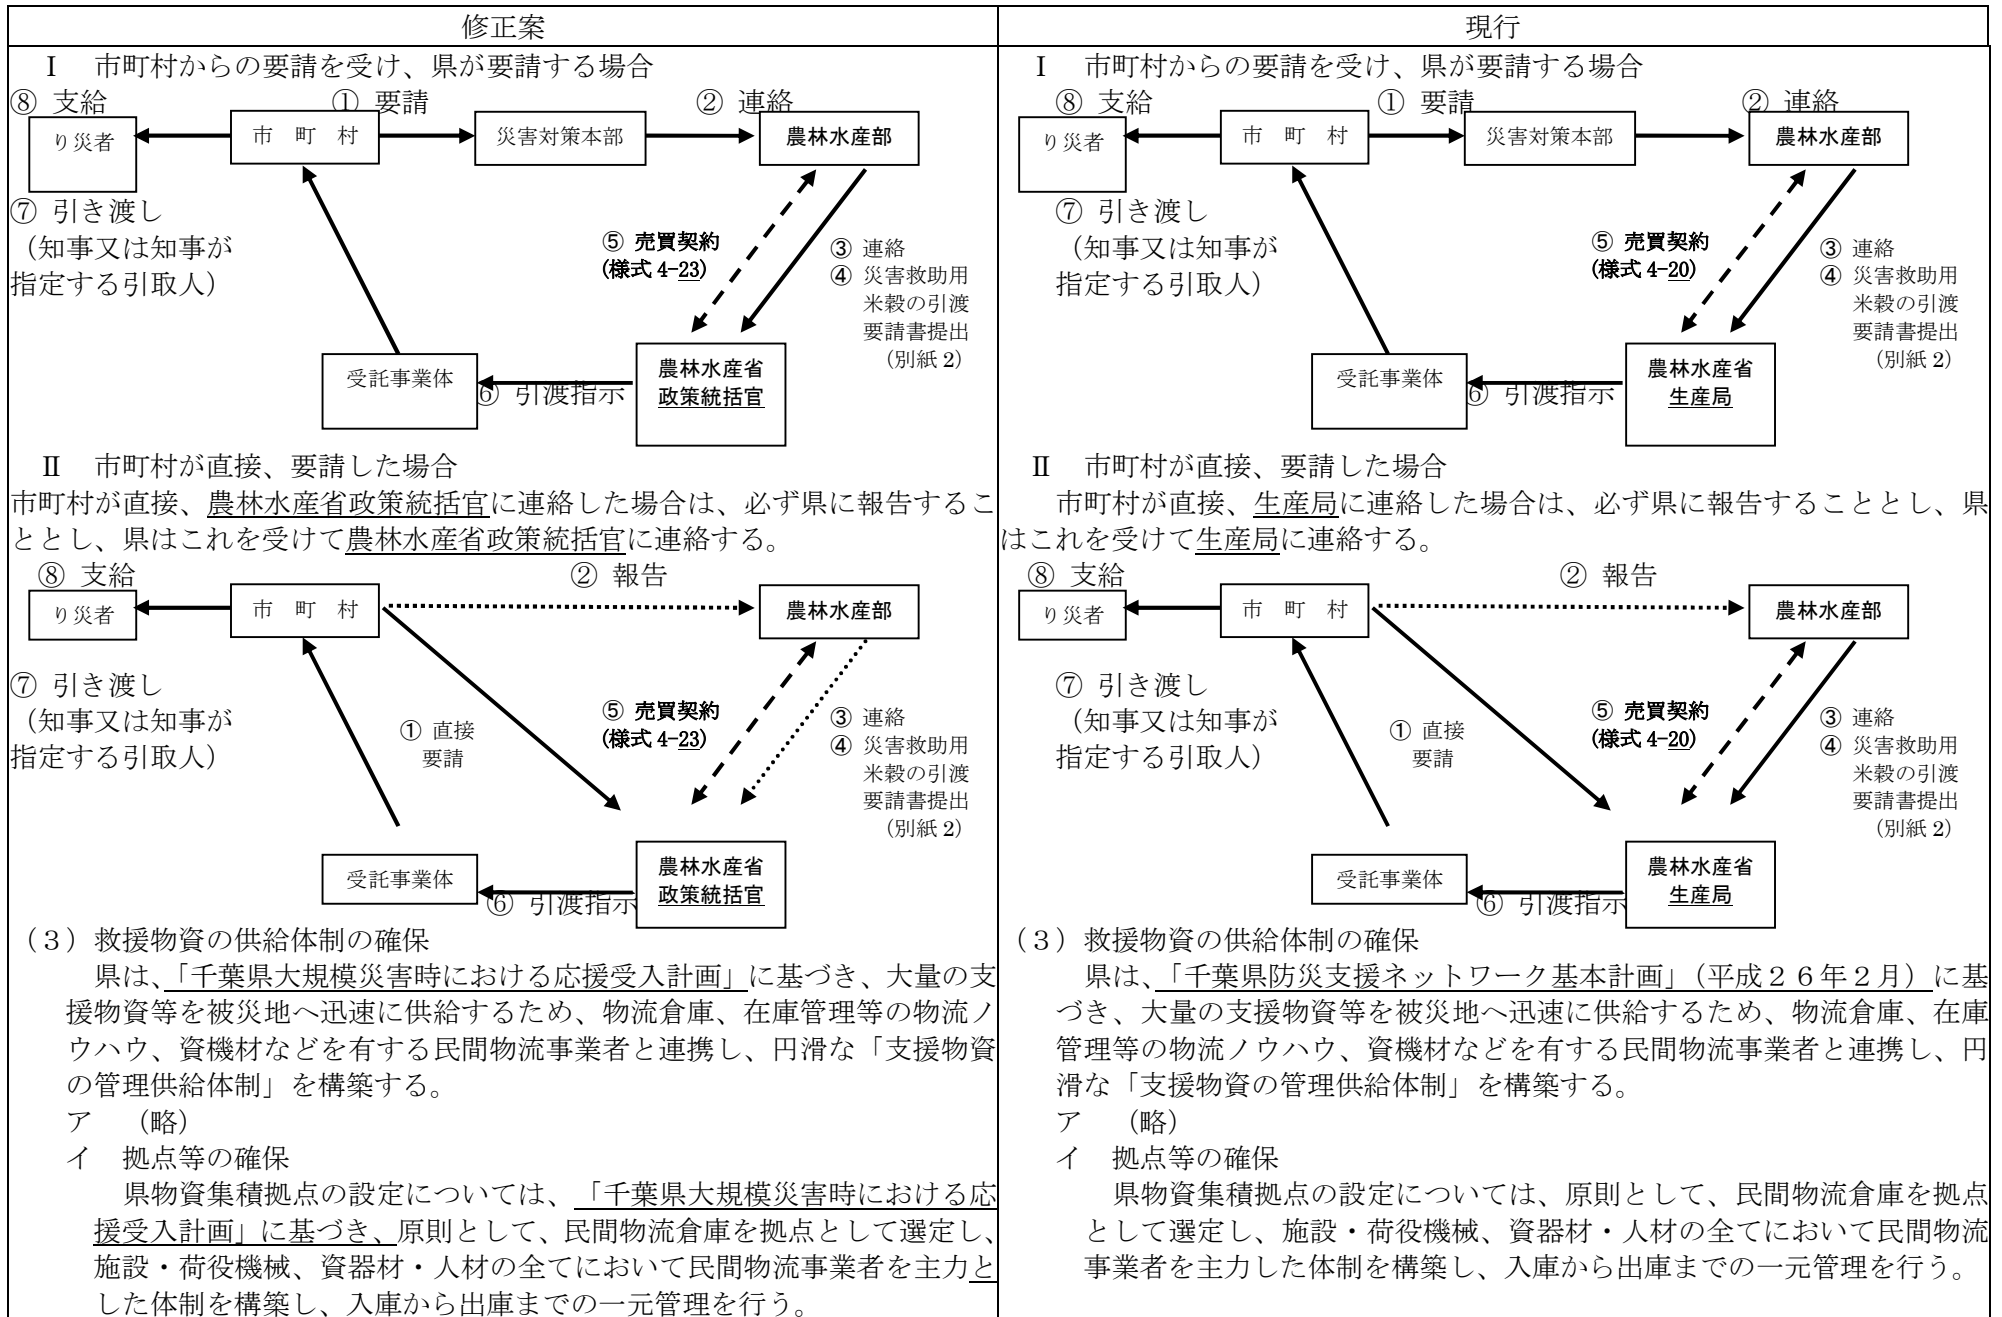 修正案
Ⅰ 市町村からの要請を受け、県が要請する場合
⑧ 支給
① 要請
② 連絡
り災者
市 町 村
災害対策本部
農林水産部
⑦ 引き渡し
（知事又は知事が
指定する引取人）
⑤ 売買契約
(様式 4-23)
③ 連絡
④ 災害救助用
米穀の引渡
要請書提出
（別紙 2）
受託事業体
⑥ 引渡指示
農林水産省
政策統括官
Ⅱ 市町村が直接、要請した場合
市町村が直接、農林水産省政策統括官に連絡した場合は、必ず県に報告するこ
ととし、県はこれを受けて農林水産省政策統括官に連絡する。
⑧ 支給
② 報告
り災者
市 町 村
農林水産部
⑦ 引き渡し
（知事又は知事が
指定する引取人）
① 直接
要請
⑤ 売買契約
(様式 4-23)
③ 連絡
④ 災害救助用
米穀の引渡
要請書提出
（別紙 2）
受託事業体
⑥ 引渡指示
農林水産省
政策統括官
（３）救援物資の供給体制の確保
県は、「千葉県大規模災害時における応援受入計画」に基づき、大量の支
援物資等を被災地へ迅速に供給するため、物流倉庫、在庫管理等の物流ノ
ウハウ、資機材などを有する民間物流事業者と連携し、円滑な「支援物資
の管理供給体制」を構築する。
ア （略）
イ 拠点等の確保
県物資集積拠点の設定については、「千葉県大規模災害時における応
援受入計画」に基づき、原則として、民間物流倉庫を拠点として選定し、
施設・荷役機械、資器材・人材の全てにおいて民間物流事業者を主力と
した体制を構築し、入庫から出庫までの一元管理を行う。
現行
Ⅰ 市町村からの要請を受け、県が要請する場合
⑧ 支給
① 要請
② 連絡
り災者
市 町 村
災害対策本部
農林水産部
⑦ 引き渡し
（知事又は知事が
指定する引取人）
⑤ 売買契約
(様式 4-20)
③ 連絡
④ 災害救助用
米穀の引渡
要請書提出
（別紙 2）
受託事業体
⑥ 引渡指示
農林水産省
生産局
Ⅱ 市町村が直接、要請した場合
市町村が直接、生産局に連絡した場合は、必ず県に報告することとし、県
はこれを受けて生産局に連絡する。
⑧ 支給
② 報告
り災者
市 町 村
農林水産部
⑦ 引き渡し
（知事又は知事が
指定する引取人）
① 直接
要請
⑤ 売買契約
(様式 4-20)
③ 連絡
④ 災害救助用
米穀の引渡
要請書提出
（別紙 2）
受託事業体
⑥ 引渡指示
農林水産省
生産局
（３）救援物資の供給体制の確保
県は、「千葉県防災支援ネットワーク基本計画」（平成２６年２月）に基
づき、大量の支援物資等を被災地へ迅速に供給するため、物流倉庫、在庫
管理等の物流ノウハウ、資機材などを有する民間物流事業者と連携し、円
滑な「支援物資の管理供給体制」を構築する。
ア （略）
イ 拠点等の確保
県物資集積拠点の設定については、原則として、民間物流倉庫を拠点
として選定し、施設・荷役機械、資器材・人材の全てにおいて民間物流
事業者を主力した体制を構築し、入庫から出庫までの一元管理を行う。